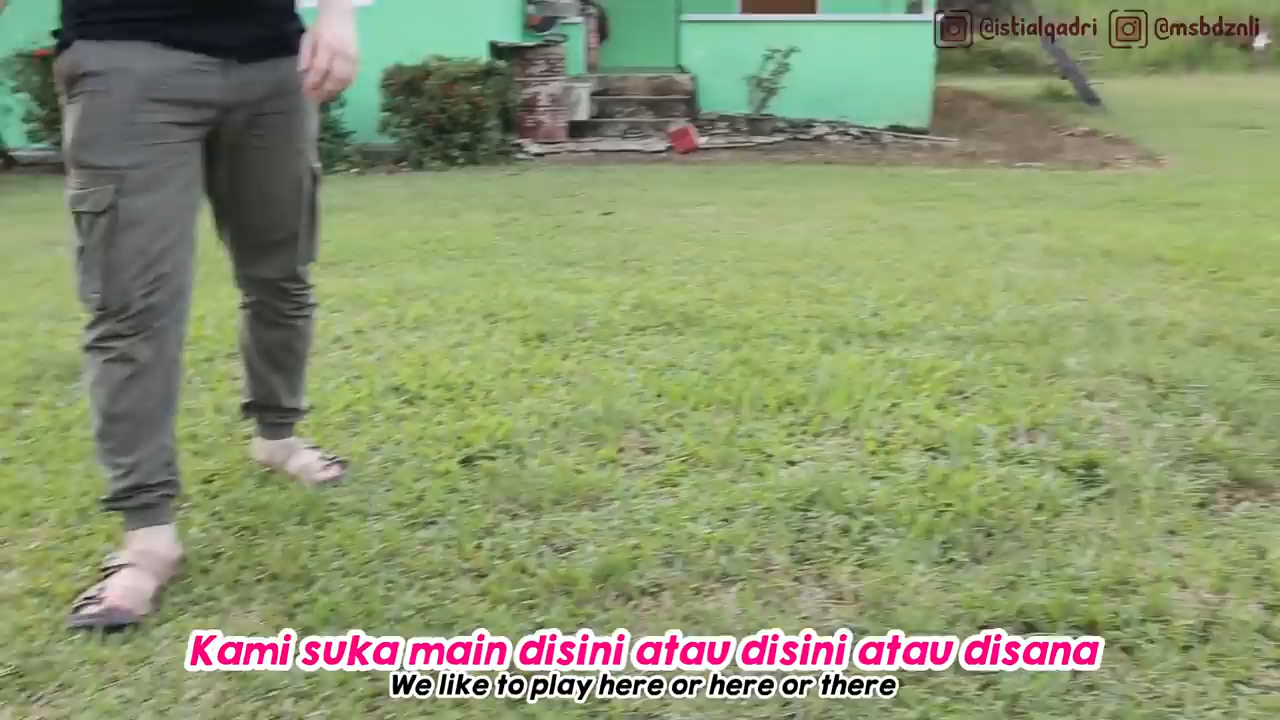 @istialqadri @msbdznli
Kami suka main disini atau disini atau disana
We like to play here or here or there